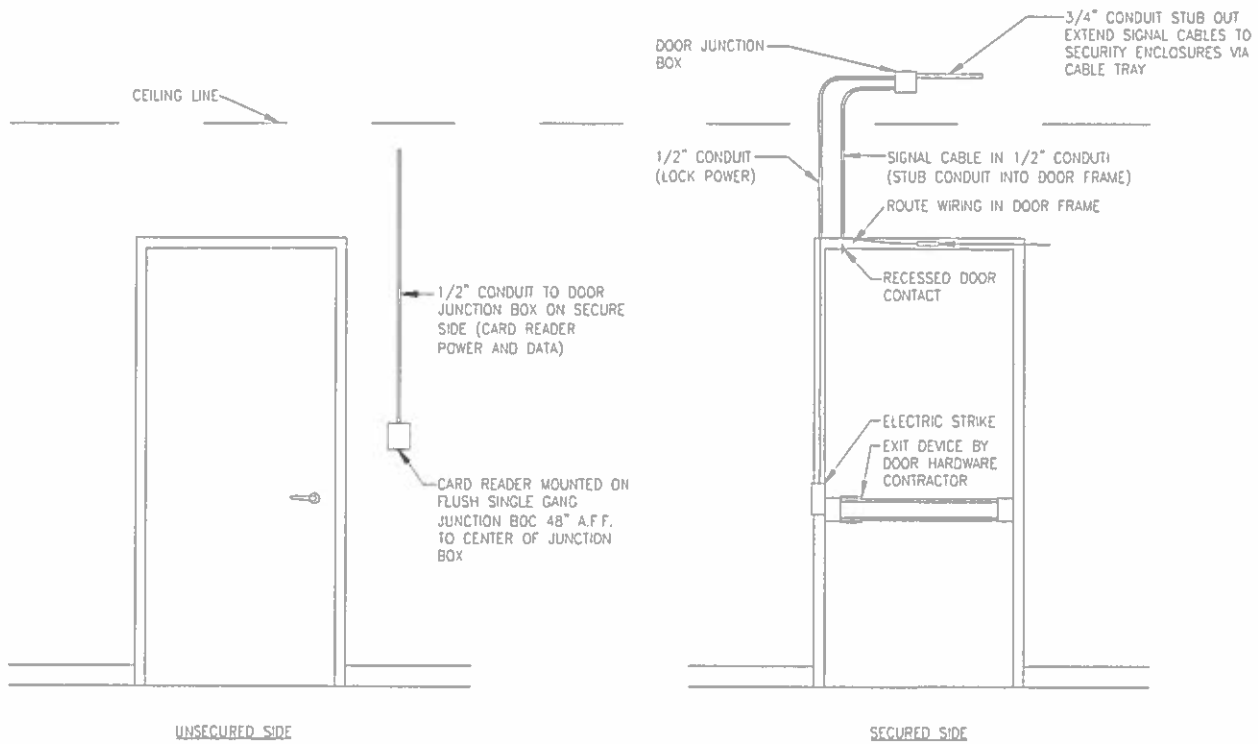 CEILING LINE
1/2" CONDUIT TO DOOR
JUNCTION BOX ON SECURE
SIDE (CARD READER
POWER AND DATA)
CARD READER MOUNTED ON
FLUSH SINGLE GANG
JUNCTION BOC 48" A.F.F.
TO CENTER OF JUNCTION
BOX
UNSECURED SIDE
DOOR JUNCTION
BOX
3/4" CONDUIT STUB OUT
EXTEND SIGNAL CABLES TO
SECURITY ENCLOSURES VIA
CABLE TRAY
1/2" CONDUIT
(LOCK POWER)
SIGNAL CABLE IN 1/2" CONDUTI
(STUB CONDUIT INTO DOOR FRAME)
ROUTE WIRING IN DOOR FRAME
RECESSED DOOR
CONTACT
ELECTRIC STRIKE
EXIT DEVICE BY
DOOR HARDWARE
CONTRACTOR
SECURED SIDE